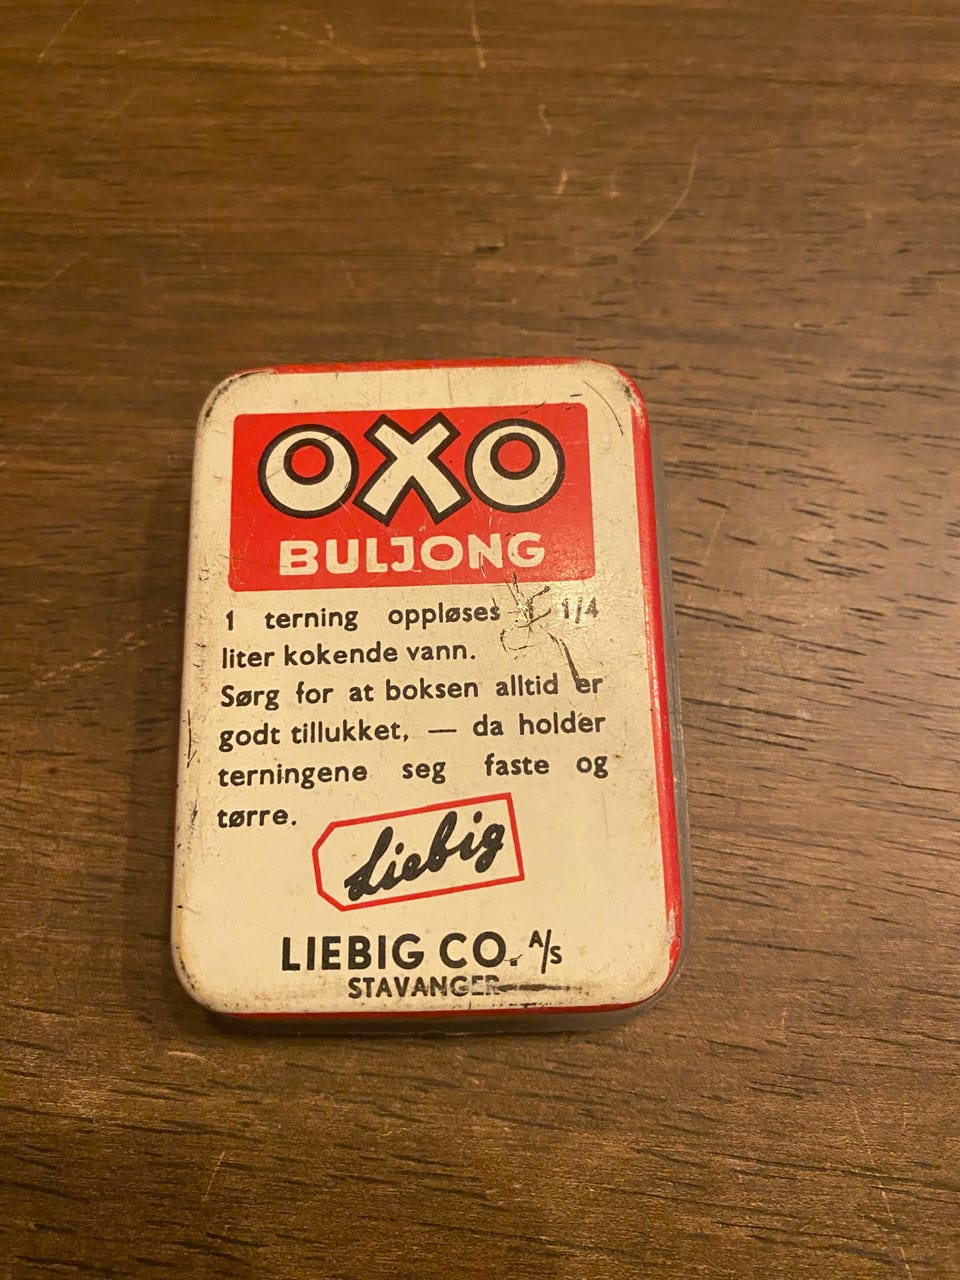 OXO
BULJONG
1 terning oppløses i 1/4
liter kokende vann.
Sørg for at boksen alltid er
godt tillukket, — da holder
terningene seg faste og
tørre.
Liebig
LIEBIG CO. A/S
STAVANGER